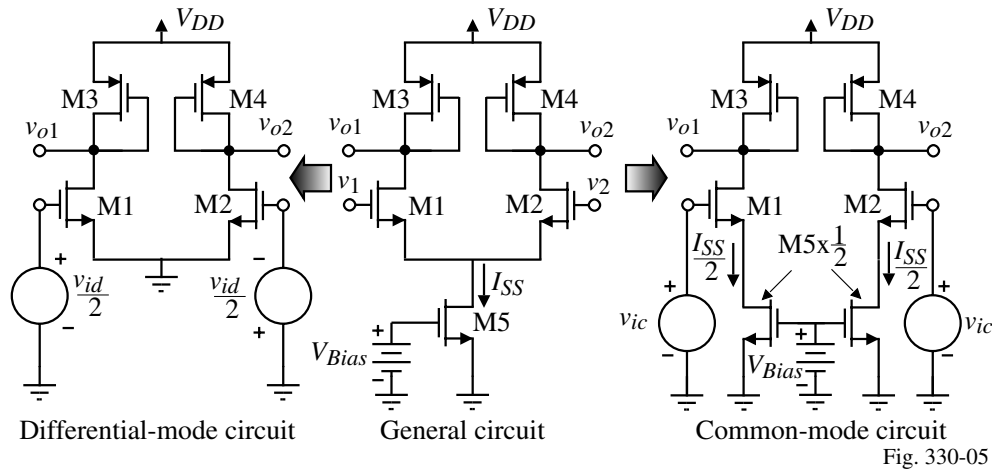 V_DD V_DD V_DD
M3 M4 M3 M4 M3 M4
v_o1 v_o2 v_o1 v_o2 v_o1 v_o2
v_1 v_2
M1 M2 M1 M2 M1 M2
+ - I_SS/2 M5x1/2 I_SS/2
v_id/2 v_id/2 I_SS + +
- + + M5 v_ic + v_ic
V_Bias - - V_Bias -
-
Differential-mode circuit General circuit Common-mode circuit
Fig. 330-05